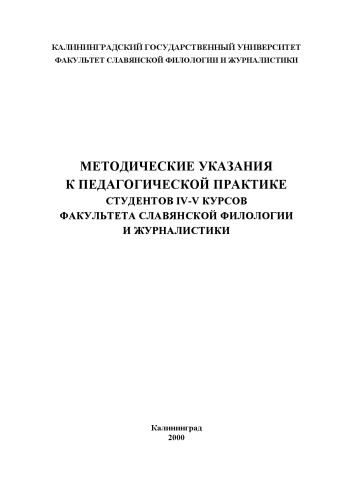 КАЛИНИНГРАДСКИЙ ГОСУДАРСТВЕННЫЙ УНИВЕРСИТЕТ
ФАКУЛЬТЕТ СЛАВЯНСКОЙ ФИЛОЛОГИИ И ЖУРНАЛИСТИКИ
МЕТОДИЧЕСКИЕ УКАЗАНИЯ
К ПЕДАГОГИЧЕСКОЙ ПРАКТИКЕ
СТУДЕНТОВ IV-V КУРСОВ
ФАКУЛЬТЕТА СЛАВЯНСКОЙ ФИЛОЛОГИИ
И ЖУРНАЛИСТИКИ
Калининград
2000